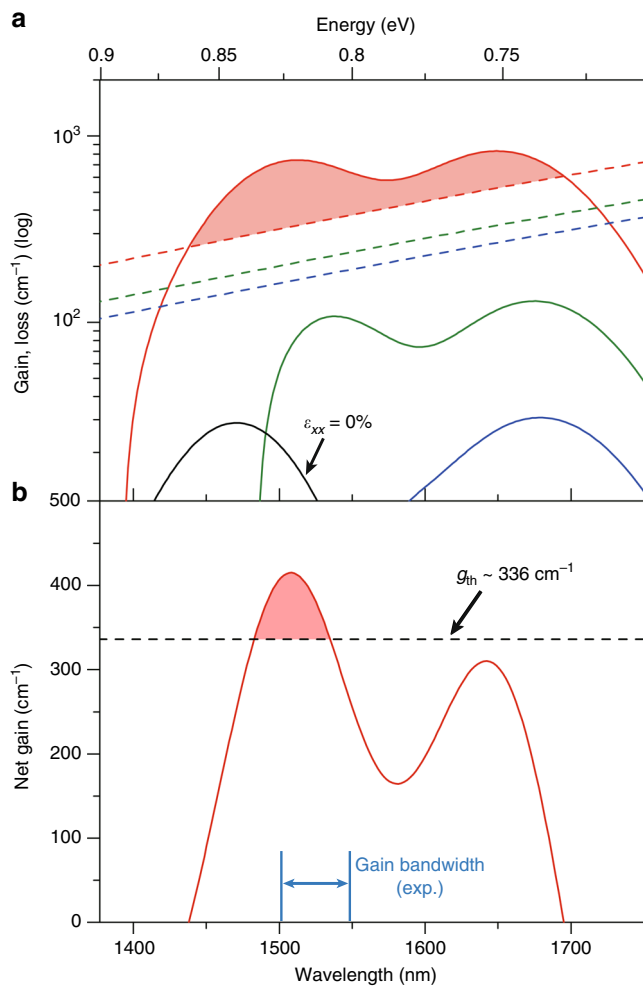 a
Energy (eV)
0.9 0.85 0.8 0.75
Gain, loss (cm⁻¹) (log)
10³
10²
εxx = 0%
b
Net gain (cm⁻¹)
500
400
gth ~ 336 cm⁻¹
300
200
100
Gain bandwidth
(exp.)
0
1400 1500 1600 1700
Wavelength (nm)